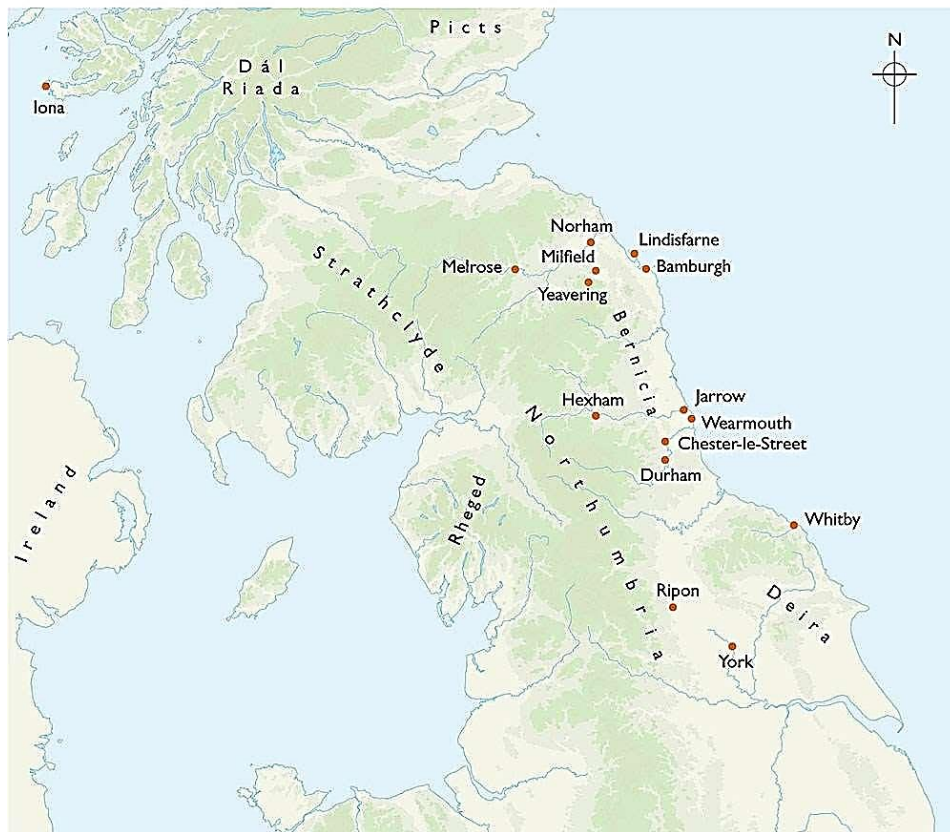 Picts
N
Dál
Riada
Iona
Norham
Lindisfarne
Milfield
Melrose
Bamburgh
Yeavering
Strathclyde
Bernicia
Hexham
Jarrow
Wearmouth
Northumbria
Chester-le-Street
Durham
Ireland
Rheged
Whitby
Ripon
Deira
York